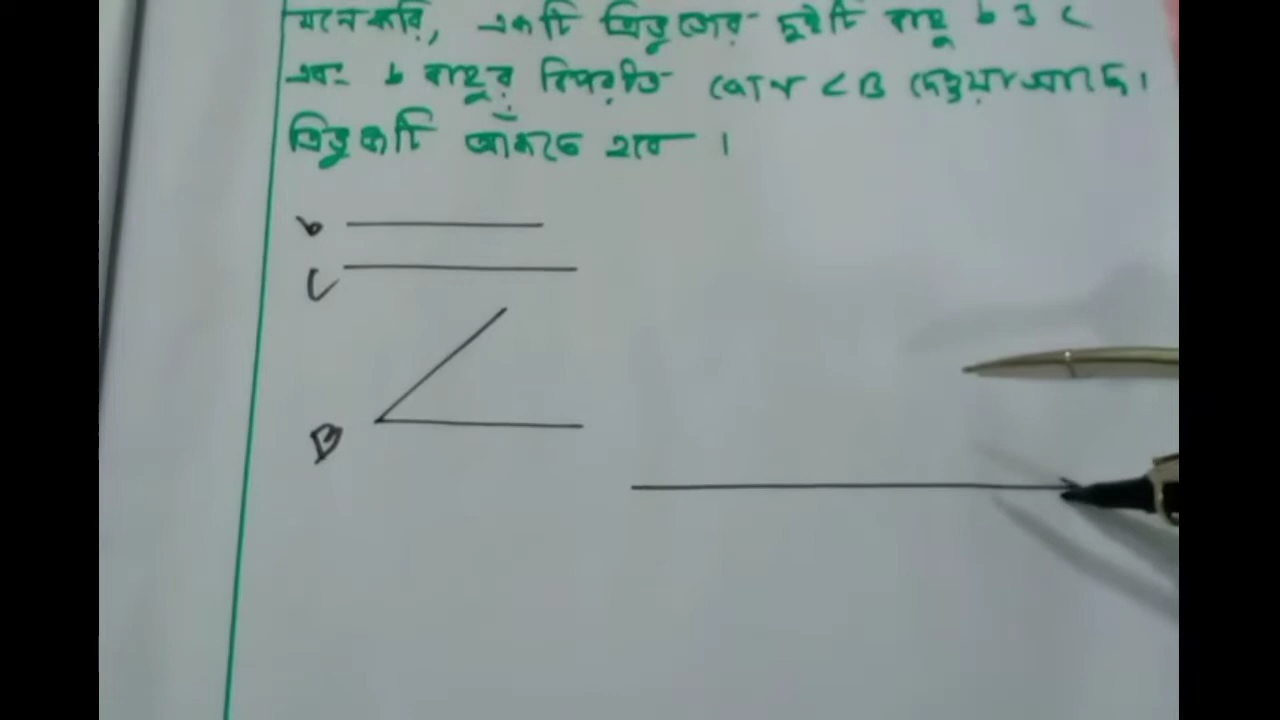 মনেকরি, একটি ত্রিভুজের দুইটি বাহু b ও c
এবং b বাহুর বিপরীত কোণ ∠B দেওয়া আছে।
ত্রিভুজটি আঁকতে হবে ।
b
c
B